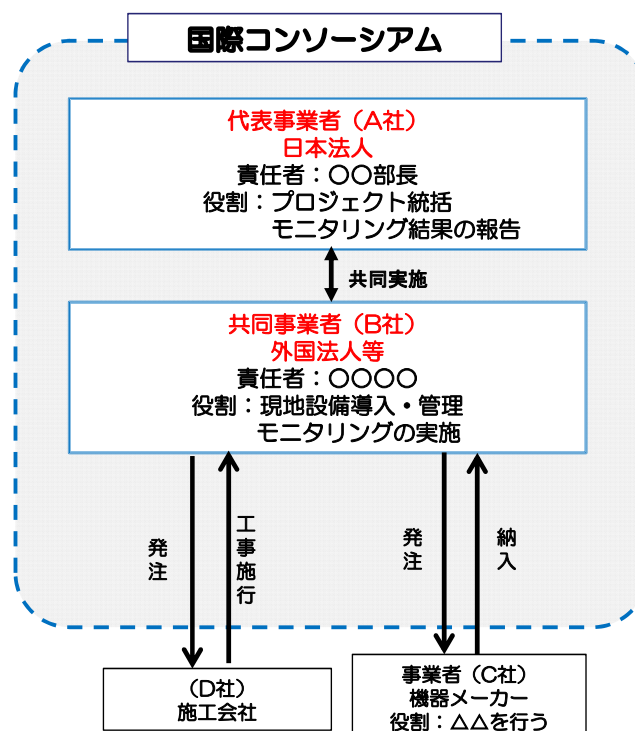 国際コンソーシアム
代表事業者（A社）
日本法人
責任者：〇〇部長
役割：プロジェクト統括
モニタリング結果の報告
共同実施
共同事業者（B社）
外国法人等
責任者：〇〇〇〇
役割：現地設備導入・管理
モニタリングの実施
発注
工事施行
発注
納入
（D社）
施工会社
事業者（C社）
機器メーカー
役割：△△を行う